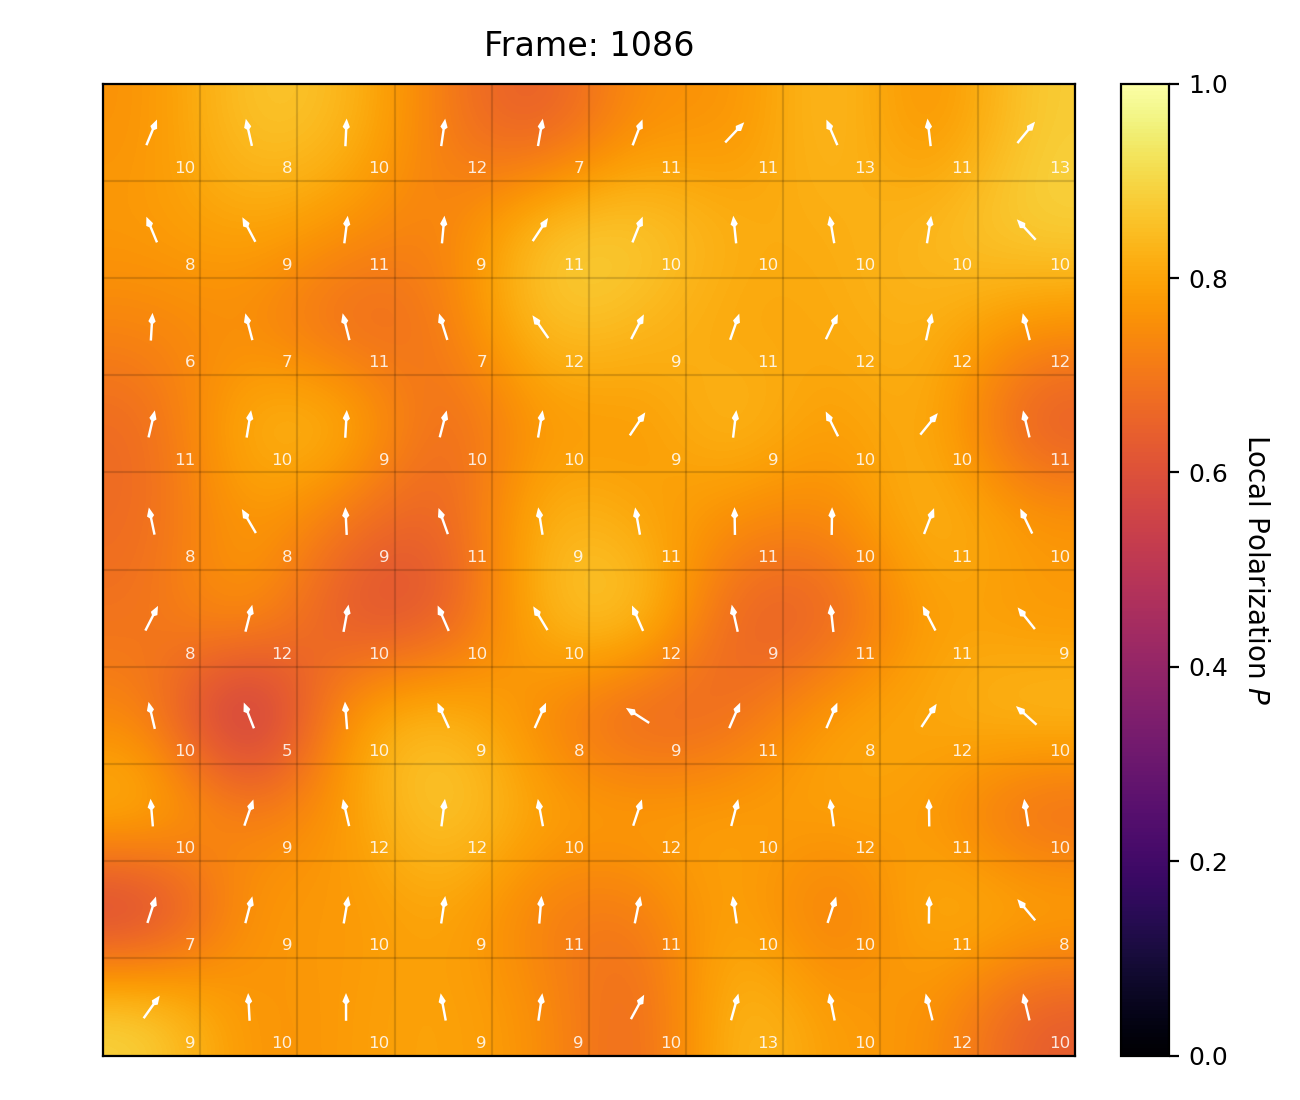 Frame: 1086
10 8 10 12 7 11 11 13 11 13
8 9 11 9 11 10 10 10 10 10
6 7 11 7 12 9 11 12 12 12
11 10 9 10 10 9 9 10 10 11
8 8 9 11 9 11 11 10 11 10
8 12 10 10 10 12 9 11 11 9
10 5 10 9 8 9 11 8 12 10
10 9 12 12 10 12 10 12 11 10
7 9 10 9 11 11 10 10 11 8
9 10 10 9 9 10 13 10 12 10
1.0
0.8
0.6
0.4
0.2
0.0
Local Polarization P